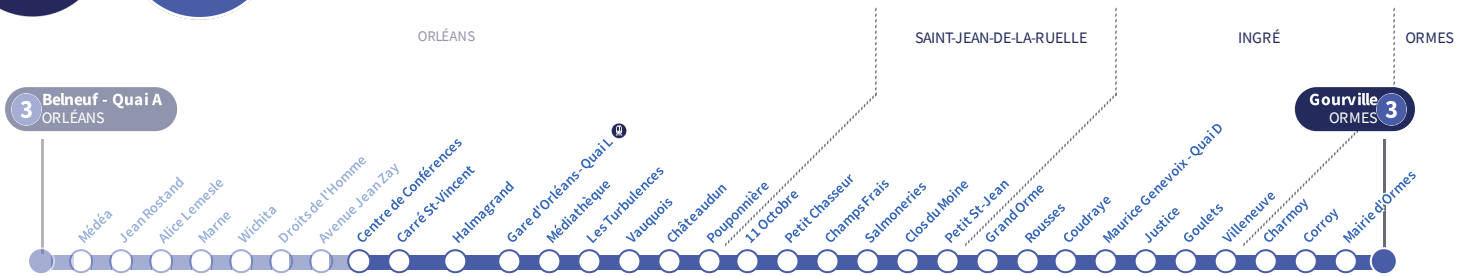 ORLÉANS
SAINT-JEAN-DE-LA-RUELLE
INGRÉ
ORMES
3
Belneuf - Quai A
ORLÉANS
Gourville
ORMES
3
Médéa
Jean Rostand
Alice Lemesle
Marne
Wichita
Droits de l'Homme
Avenue Jean Zay
Centre de Conférences
Carré St-Vincent
Halmagrand
Gare d'Orléans - Quai L
Médiathèque
Les Turbulences
Vauquois
Châteaudun
Pouponnière
11 Octobre
Petit Chasseur
Champs Frais
Salmoneries
Clos du Moine
Petit St-Jean
Grand Orme
Rousses
Coudraye
Maurice Genevoix - Quai D
Justice
Goulets
Villeneuve
Charmoy
Corroy
Mairie d'Ormes